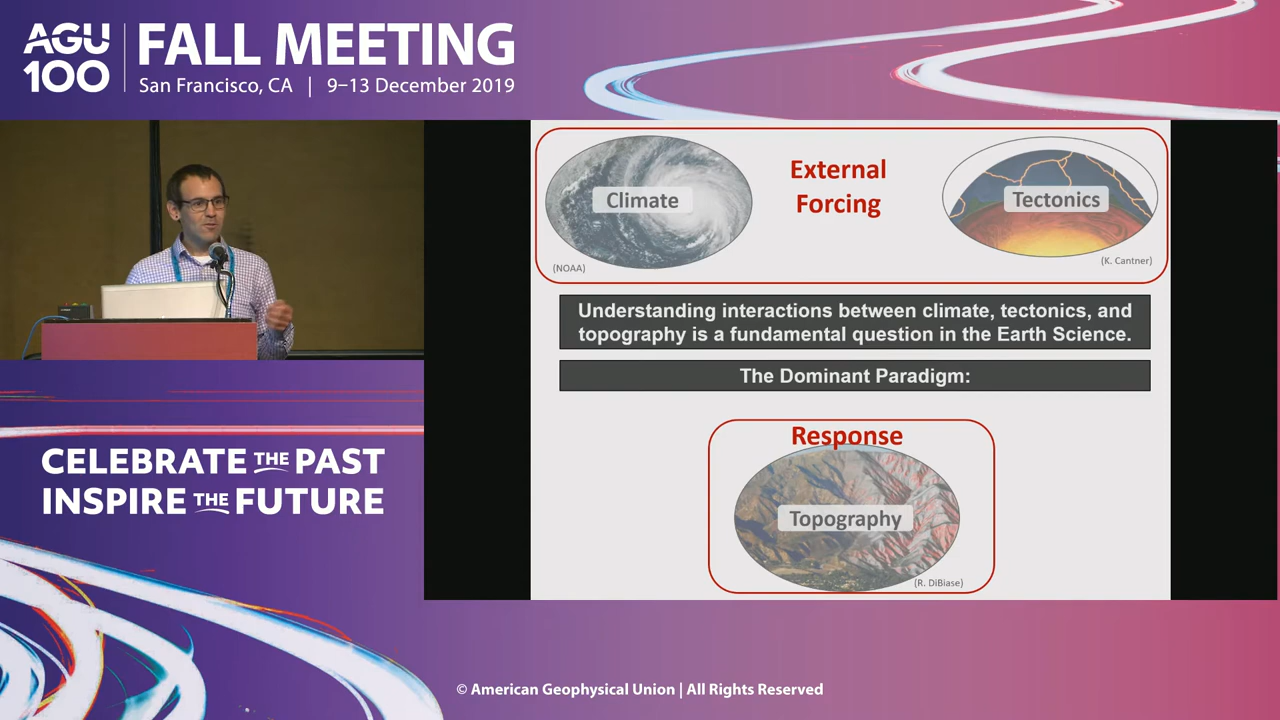 AGU
100
FALL MEETING
San Francisco, CA | 9–13 December 2019
Climate
(NOAA)
External
Forcing
Tectonics
(K. Cantner)
Understanding interactions between climate, tectonics, and
topography is a fundamental question in the Earth Science.
The Dominant Paradigm:
Response
Topography
(R. DiBiase)
CELEBRATE THE PAST
INSPIRE THE FUTURE
© American Geophysical Union | All Rights Reserved